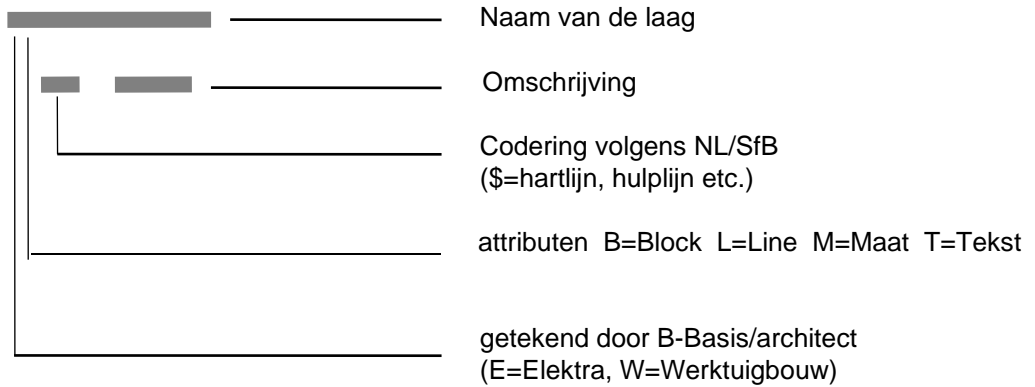 Naam van de laag
Omschrijving
Codering volgens NL/SfB
($=hartlijn, hulplijn etc.)
attributen B=Block L=Line M=Maat T=Tekst
getekend door B-Basis/architect
(E=Elektra, W=Werktuigbouw)